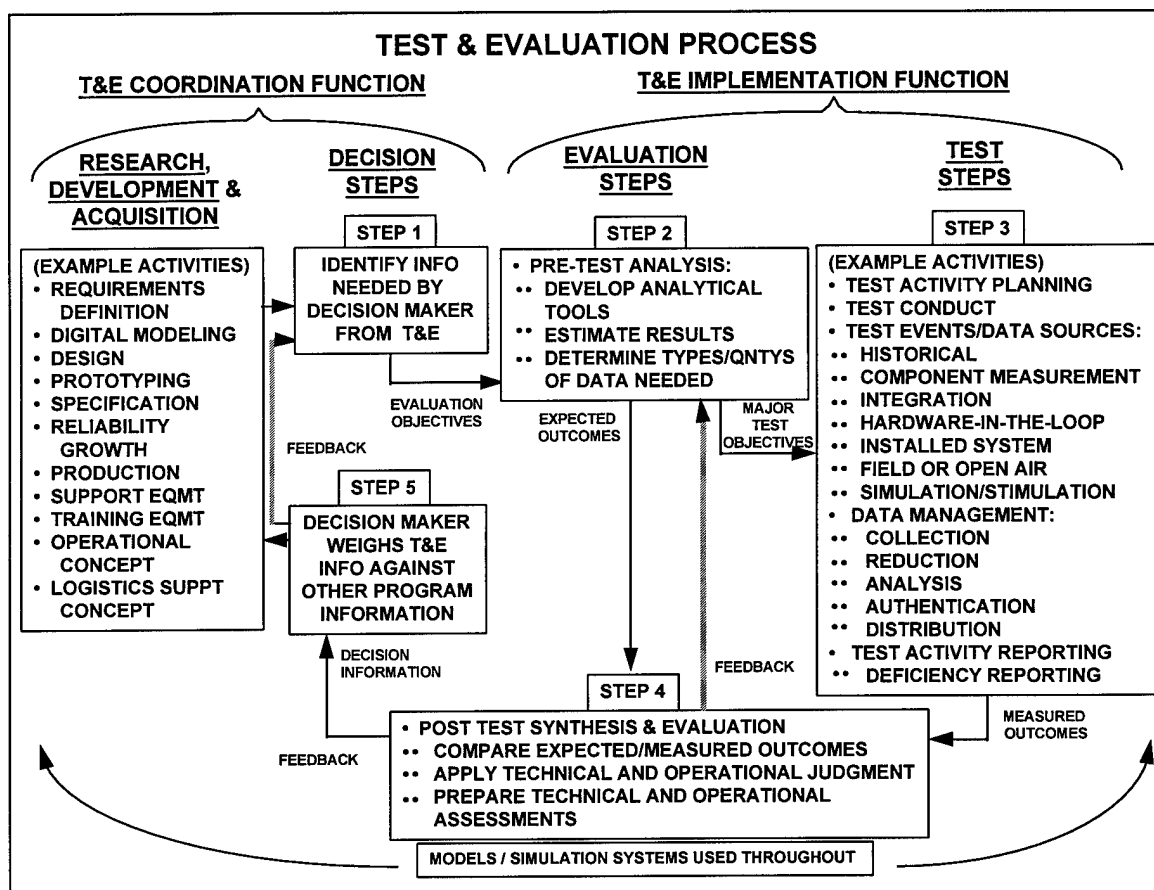 TEST & EVALUATION PROCESS
T&E COORDINATION FUNCTION
T&E IMPLEMENTATION FUNCTION
RESEARCH,
DEVELOPMENT &
ACQUISITION
(EXAMPLE ACTIVITIES)
• REQUIREMENTS
DEFINITION
• DIGITAL MODELING
• DESIGN
• PROTOTYPING
• SPECIFICATION
• RELIABILITY
GROWTH
• PRODUCTION
• SUPPORT EQMT
• TRAINING EQMT
• OPERATIONAL
CONCEPT
• LOGISTICS SUPPT
CONCEPT
DECISION
STEPS
STEP 1
IDENTIFY INFO
NEEDED BY
DECISION MAKER
FROM T&E
EVALUATION
OBJECTIVES
FEEDBACK
EVALUATION
STEPS
STEP 2
• PRE-TEST ANALYSIS:
•• DEVELOP ANALYTICAL
TOOLS
•• ESTIMATE RESULTS
•• DETERMINE TYPES/QNTYS
OF DATA NEEDED
EXPECTED
OUTCOMES
MAJOR
TEST
OBJECTIVES
TEST
STEPS
STEP 3
(EXAMPLE ACTIVITIES)
• TEST ACTIVITY PLANNING
• TEST CONDUCT
• TEST EVENTS/DATA SOURCES:
•• HISTORICAL
•• COMPONENT MEASUREMENT
•• INTEGRATION
•• HARDWARE-IN-THE-LOOP
•• INSTALLED SYSTEM
•• FIELD OR OPEN AIR
•• SIMULATION/STIMULATION
• DATA MANAGEMENT:
•• COLLECTION
•• REDUCTION
•• ANALYSIS
•• AUTHENTICATION
•• DISTRIBUTION
• TEST ACTIVITY REPORTING
•• DEFICIENCY REPORTING
MEASURED
OUTCOMES
STEP 4
• POST TEST SYNTHESIS & EVALUATION
•• COMPARE EXPECTED/MEASURED OUTCOMES
•• APPLY TECHNICAL AND OPERATIONAL JUDGMENT
•• PREPARE TECHNICAL AND OPERATIONAL
ASSESSMENTS
FEEDBACK
FEEDBACK
DECISION
INFORMATION
STEP 5
DECISION MAKER
WEIGHS T&E
INFO AGAINST
OTHER PROGRAM
INFORMATION
MODELS / SIMULATION SYSTEMS USED THROUGHOUT